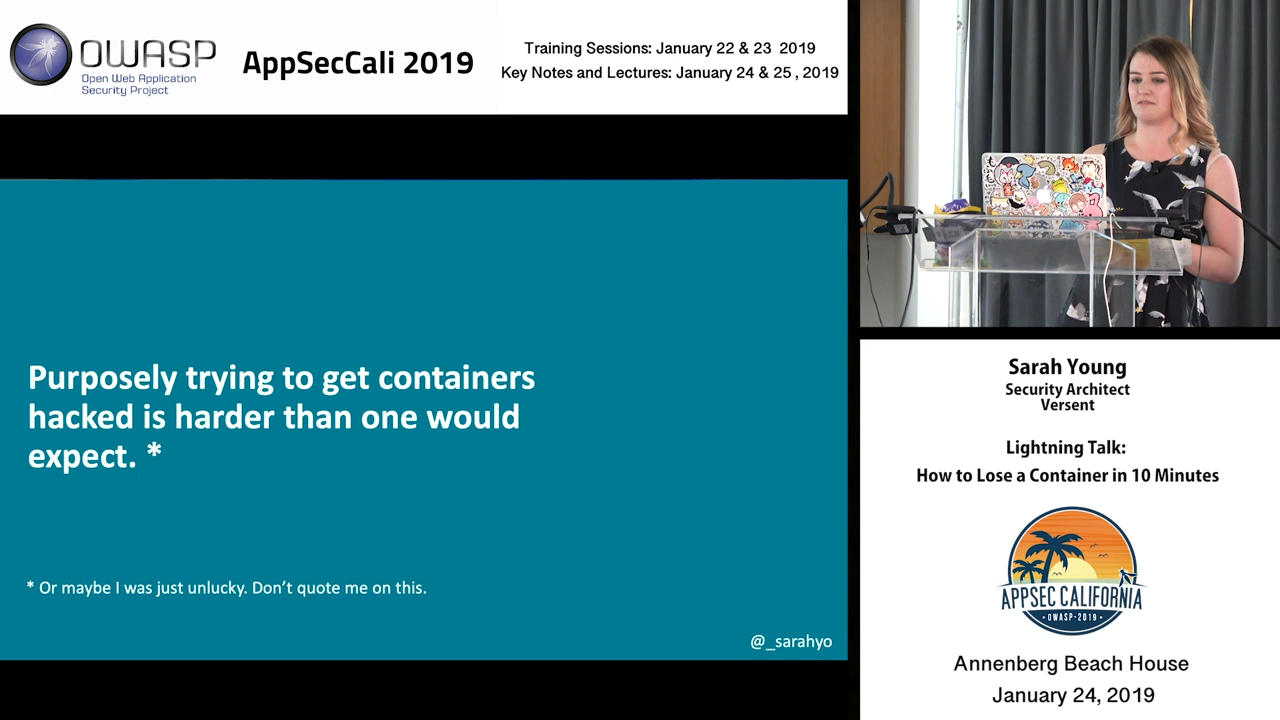 OWASP
Open Web Application
Security Project
AppSecCali 2019
Training Sessions: January 22 & 23 2019
Key Notes and Lectures: January 24 & 25 , 2019
Purposely trying to get containers
hacked is harder than one would
expect. *
* Or maybe I was just unlucky. Don’t quote me on this.
@_sarahyo
Sarah Young
Security Architect
Versent
Lightning Talk:
How to Lose a Container in 10 Minutes
APPSEC CALIFORNIA
• OWASP-2019 •
Annenberg Beach House
January 24, 2019